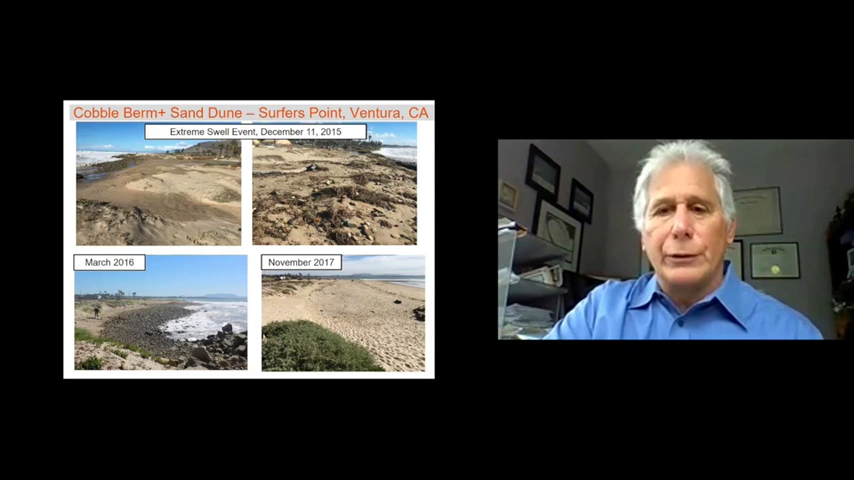 Cobble Berm+ Sand Dune – Surfers Point, Ventura, CA
Extreme Swell Event, December 11, 2015
March 2016
November 2017